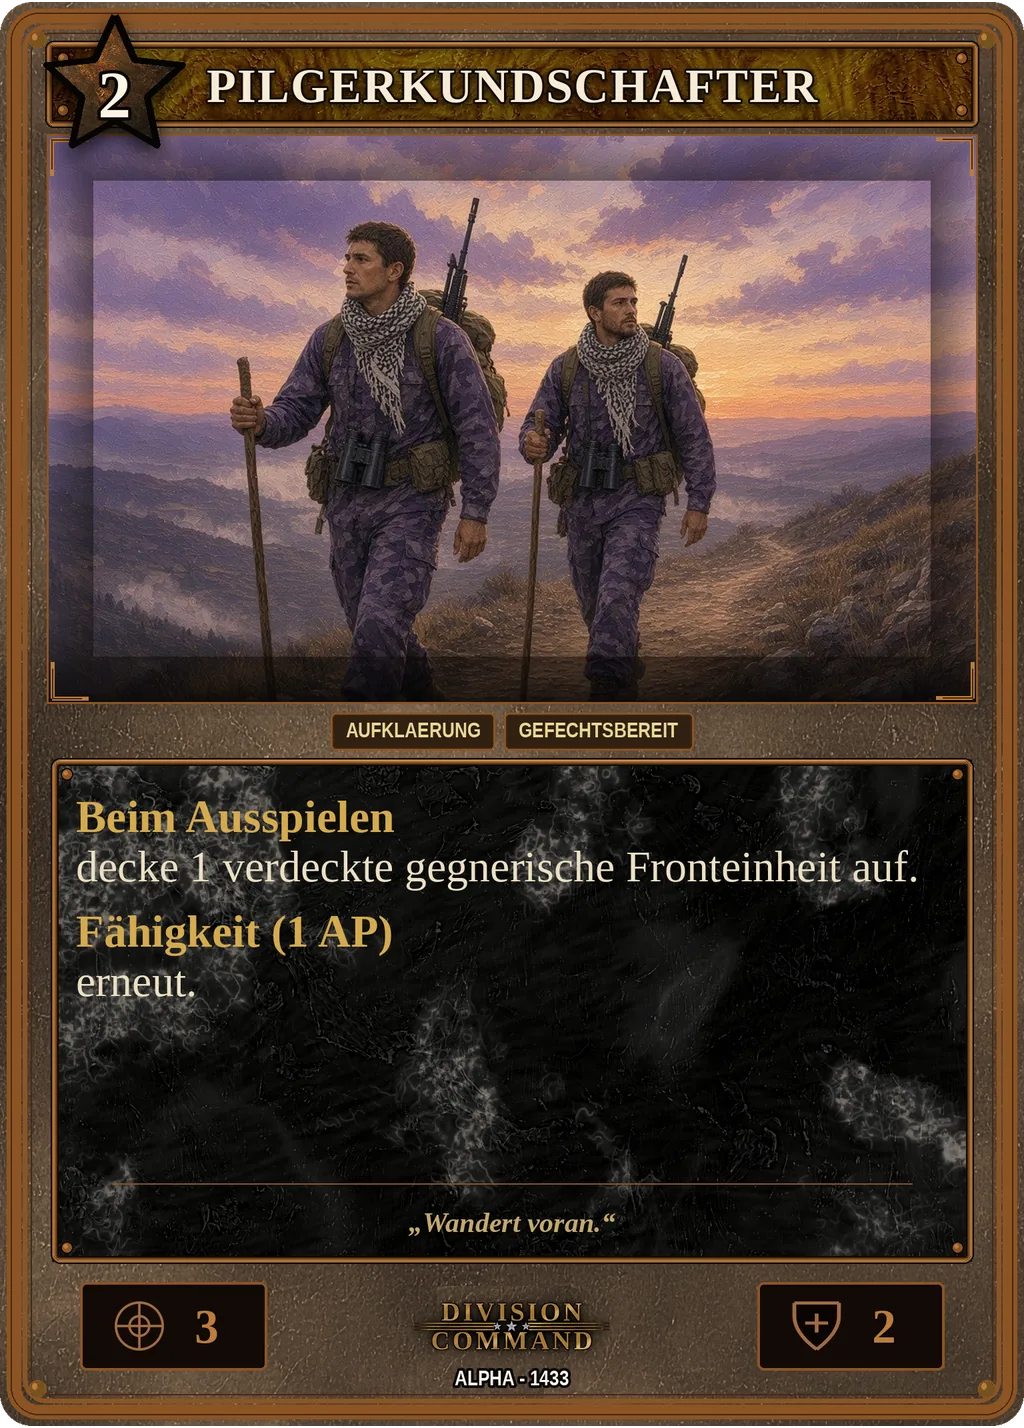 2
PILGERKUNDSCHAFTER
AUFKLAERUNG GEFECHTSBEREIT
Beim Ausspielen
decke 1 verdeckte gegnerische Fronteinheit auf.
Fähigkeit (1 AP)
erneut.
„Wandert voran.“
3
DIVISION
COMMAND
2
ALPHA - 1433